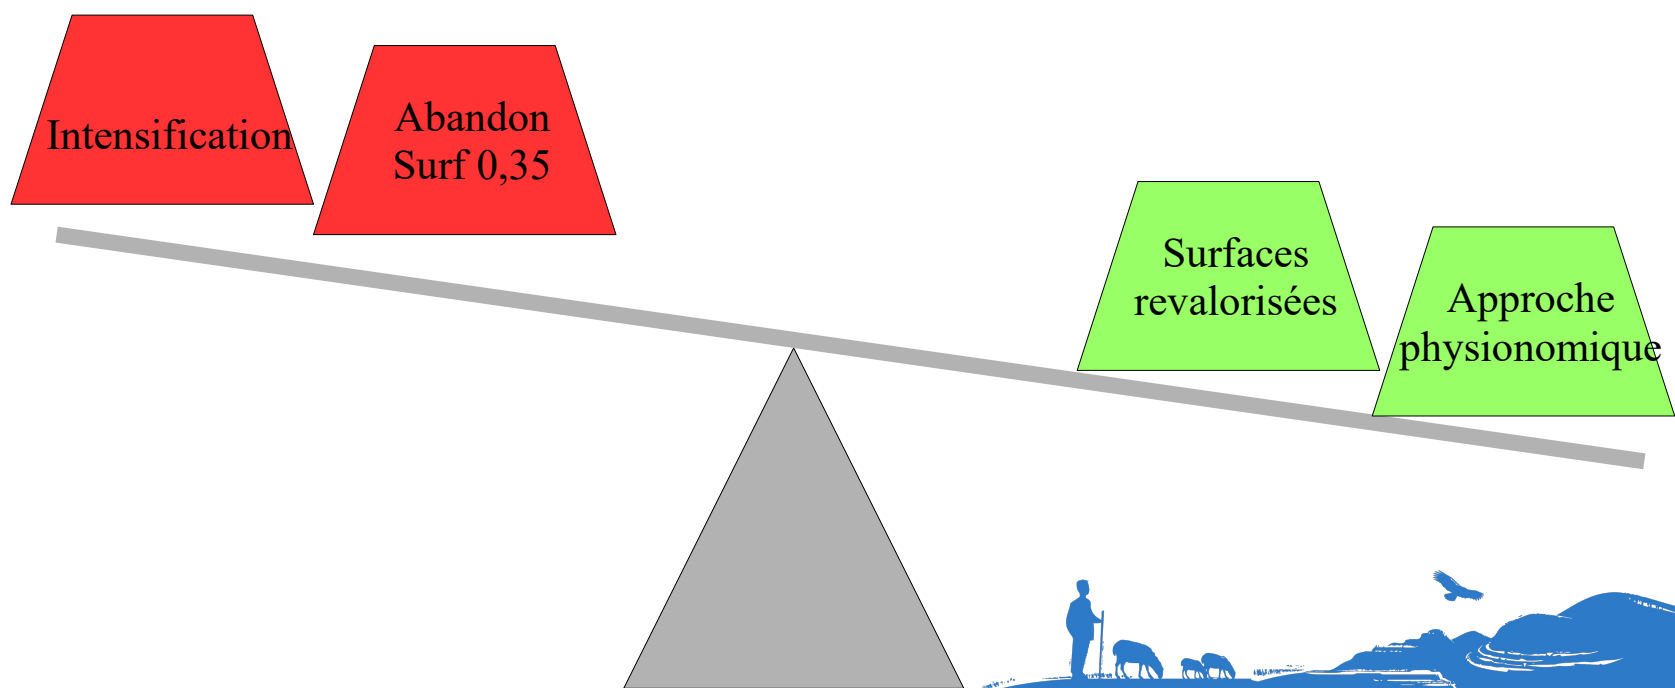 Intensification
Abandon
Surf 0,35
Surfaces
revalorisées
Approche
physionomique